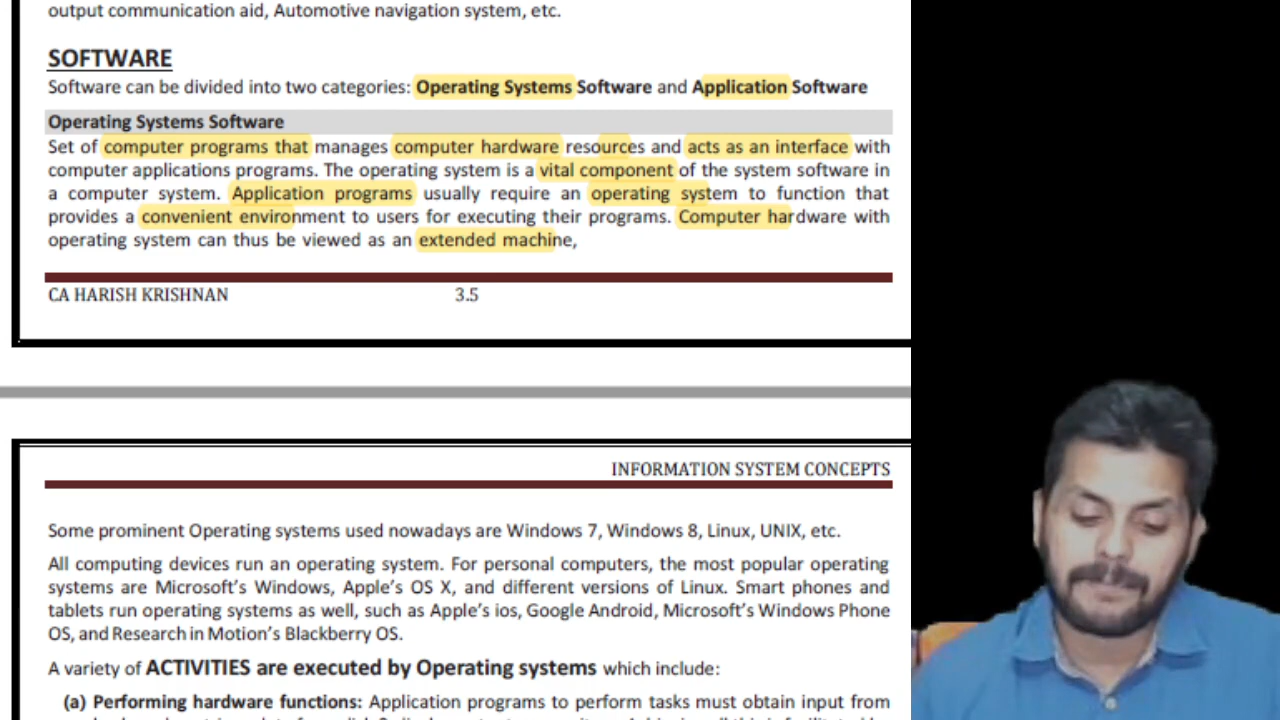 output communication aid, Automotive navigation system, etc.
SOFTWARE
Software can be divided into two categories: Operating Systems Software and Application Software
Operating Systems Software
Set of computer programs that manages computer hardware resources and acts as an interface with
computer applications programs. The operating system is a vital component of the system software in
a computer system. Application programs usually require an operating system to function that
provides a convenient environment to users for executing their programs. Computer hardware with
operating system can thus be viewed as an extended machine,
CA HARISH KRISHNAN 3.5
INFORMATION SYSTEM CONCEPTS
Some prominent Operating systems used nowadays are Windows 7, Windows 8, Linux, UNIX, etc.
All computing devices run an operating system. For personal computers, the most popular operating
systems are Microsoft’s Windows, Apple’s OS X, and different versions of Linux. Smart phones and
tablets run operating systems as well, such as Apple’s ios, Google Android, Microsoft’s Windows Phone
OS, and Research in Motion’s Blackberry OS.
A variety of ACTIVITIES are executed by Operating systems which include:
(a) Performing hardware functions: Application programs to perform tasks must obtain input from